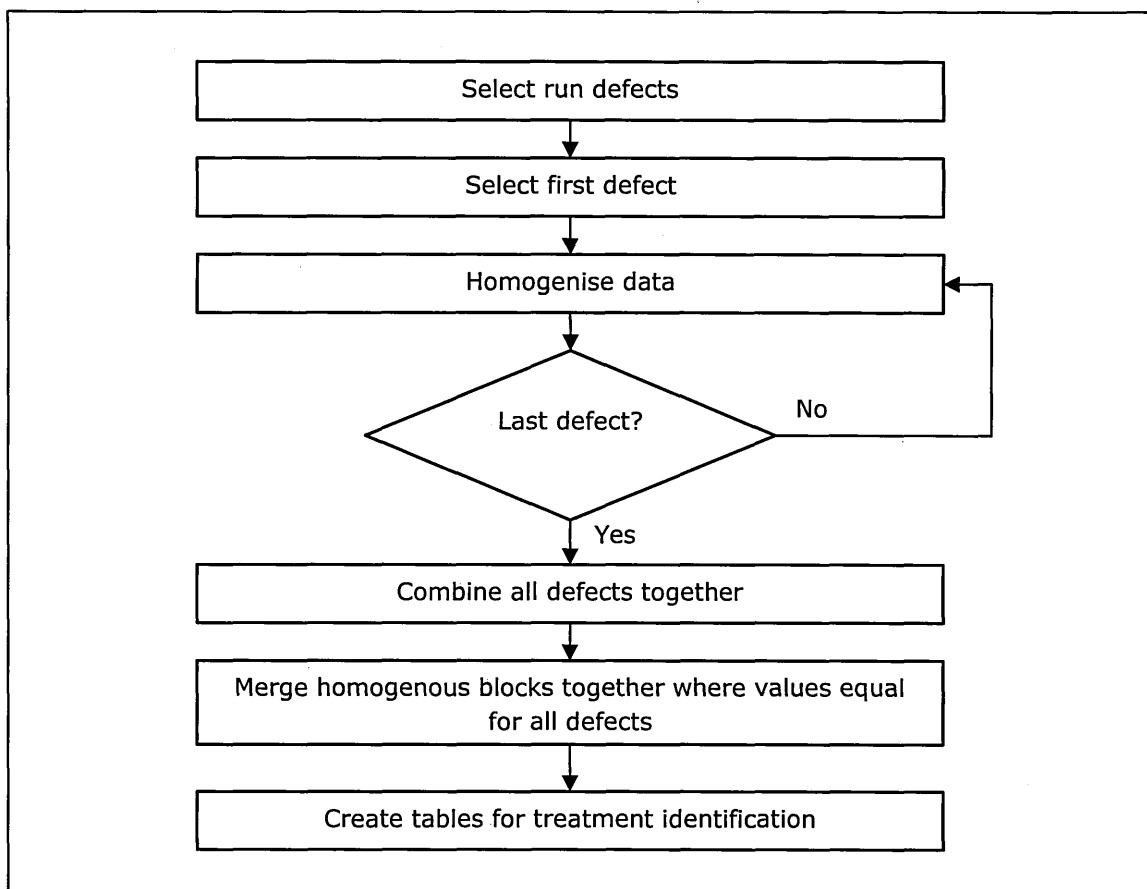 Select run defects
Select first defect
Homogenise data
Last defect?
No
Yes
Combine all defects together
Merge homogenous blocks together where values equal
for all defects
Create tables for treatment identification